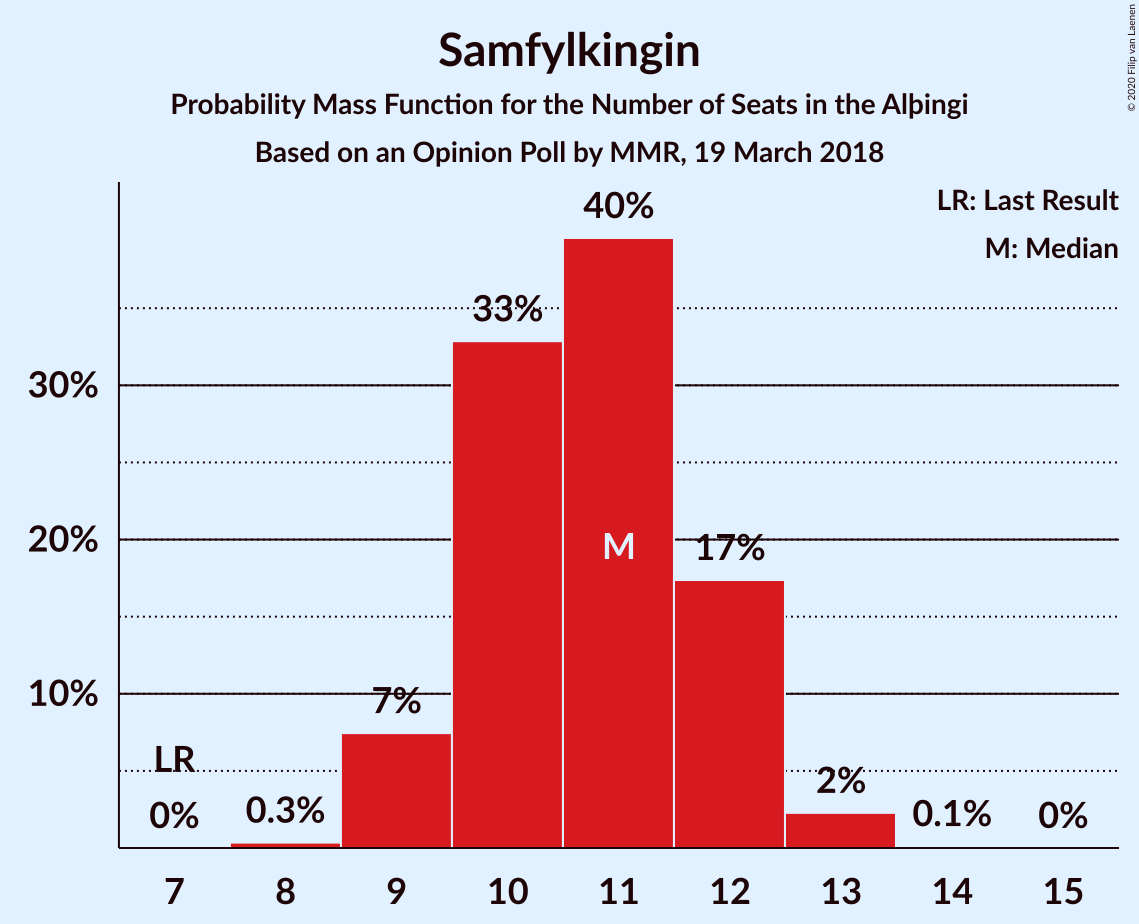 Samfylkingin
Probability Mass Function for the Number of Seats in the Alþingi
Based on an Opinion Poll by MMR, 19 March 2018
© 2020 Filip van Laenen
LR: Last Result
M: Median
40%
33%
30%
20%
M
17%
10%
7%
LR
2%
0%
0.3%
0.1%
0%
7 8 9 10 11 12 13 14 15